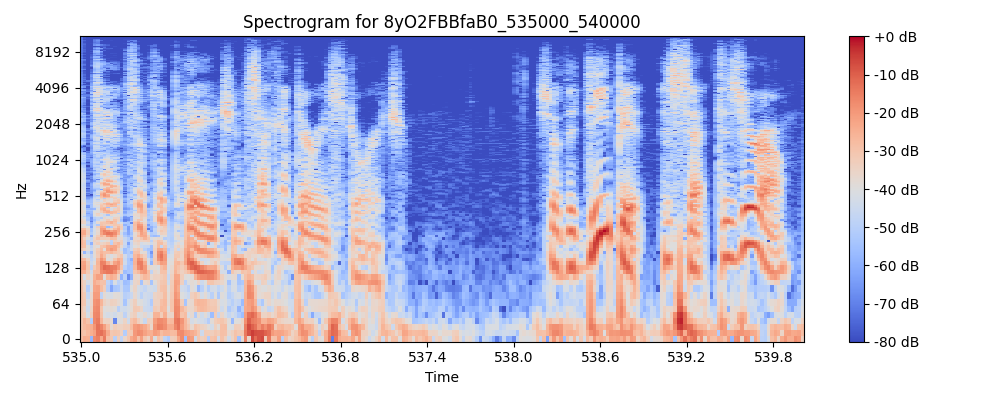 Spectrogram for 8yO2FBBfaB0_535000_540000
Hz
8192
4096
2048
1024
512
256
128
64
0
535.0 535.6 536.2 536.8 537.4 538.0 538.6 539.2 539.8
Time
+0 dB
-10 dB
-20 dB
-30 dB
-40 dB
-50 dB
-60 dB
-70 dB
-80 dB